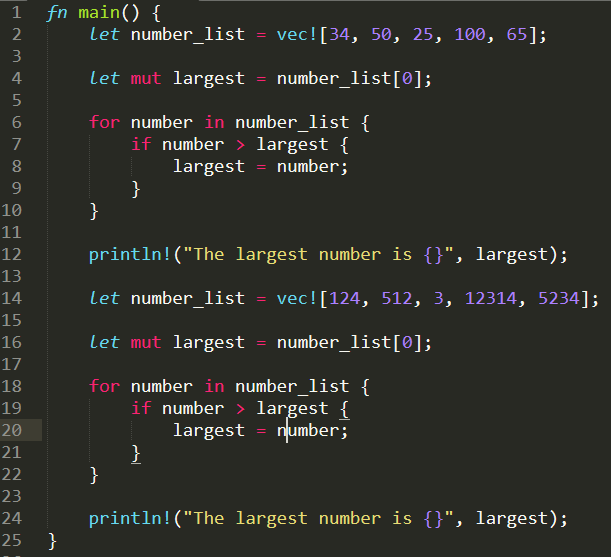 1 fn main() {
2     let number_list = vec![34, 50, 25, 100, 65];
3
4     let mut largest = number_list[0];
5
6     for number in number_list {
7         if number > largest {
8             largest = number;
9         }
10     }
11
12     println!("The largest number is {}", largest);
13
14     let number_list = vec![124, 512, 3, 12314, 5234];
15
16     let mut largest = number_list[0];
17
18     for number in number_list {
19         if number > largest {
20             largest = number;
21         }
22     }
23
24     println!("The largest number is {}", largest);
25 }